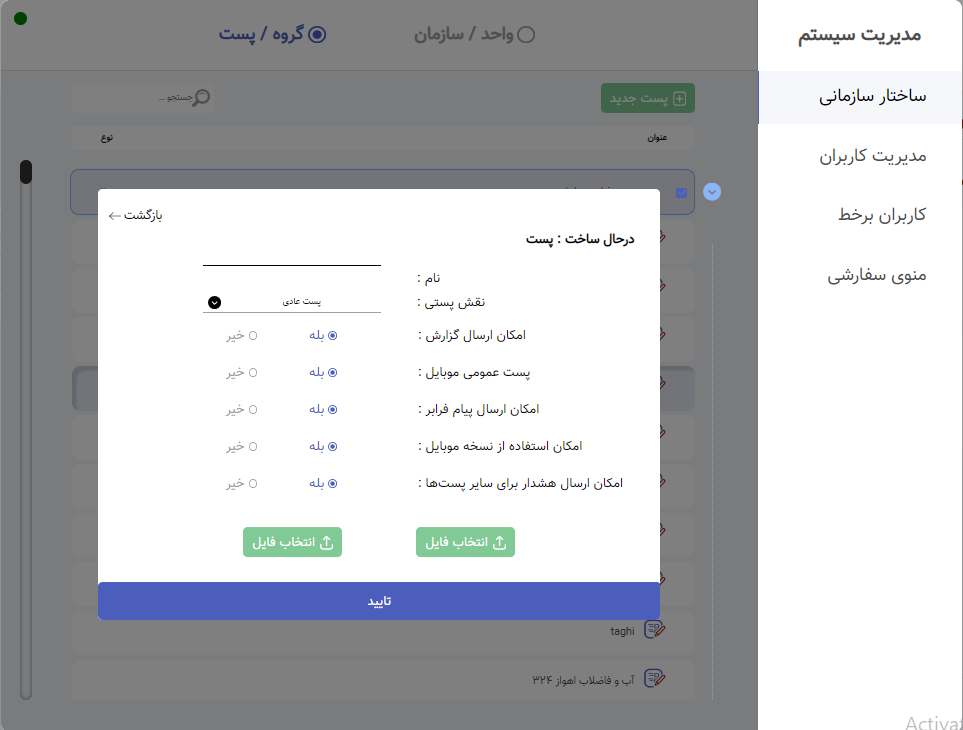 مدیریت سیستم
ساختار سازمانی
مدیریت کاربران
کاربران برخط
منوی سفارشی
واحد / سازمان
گروه / پست
پست جدید
جستجو ...
عنوان
نوع
بازگشت
درحال ساخت : پست
نام :
نقش پستی : پست عادی
امکان ارسال گزارش : بله خیر
پست عمومی موبایل : بله خیر
امکان ارسال پیام فرابر : بله خیر
امکان استفاده از نسخه موبایل : بله خیر
امکان ارسال هشدار برای سایر پست‌ها : بله خیر
انتخاب فایل انتخاب فایل
تایید
taghi
آب و فاضلاب اهواز ۳۲۴